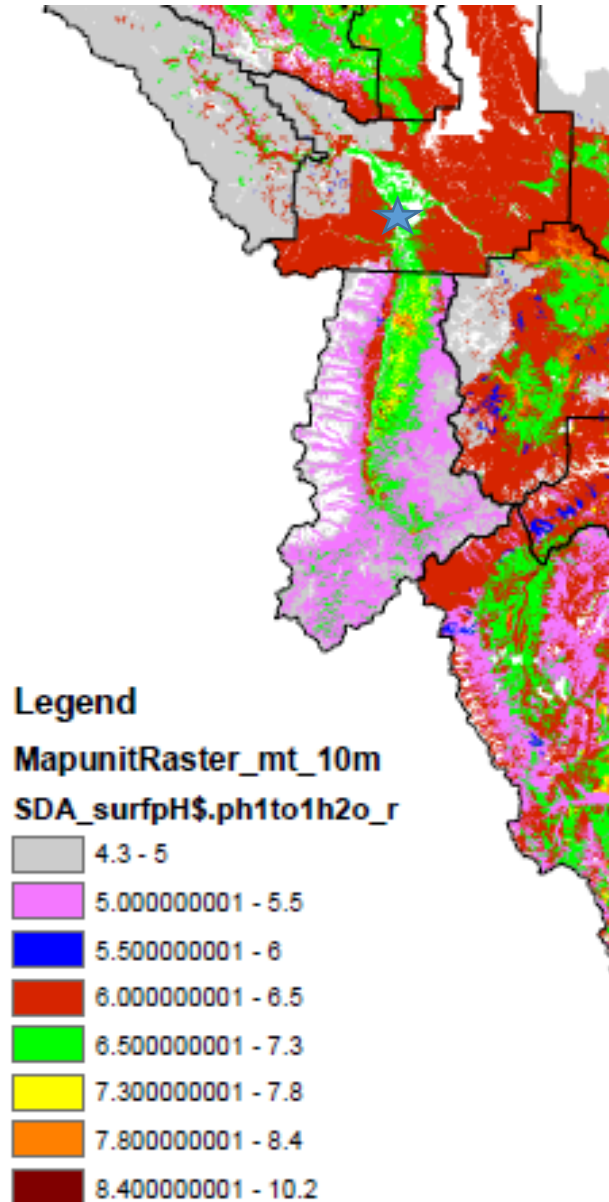 Legend
MapunitRaster_mt_10m
SDA_surfpH$.ph1to1h2o_r
4.3 - 5
5.000000001 - 5.5
5.500000001 - 6
6.000000001 - 6.5
6.500000001 - 7.3
7.300000001 - 7.8
7.800000001 - 8.4
8.400000001 - 10.2